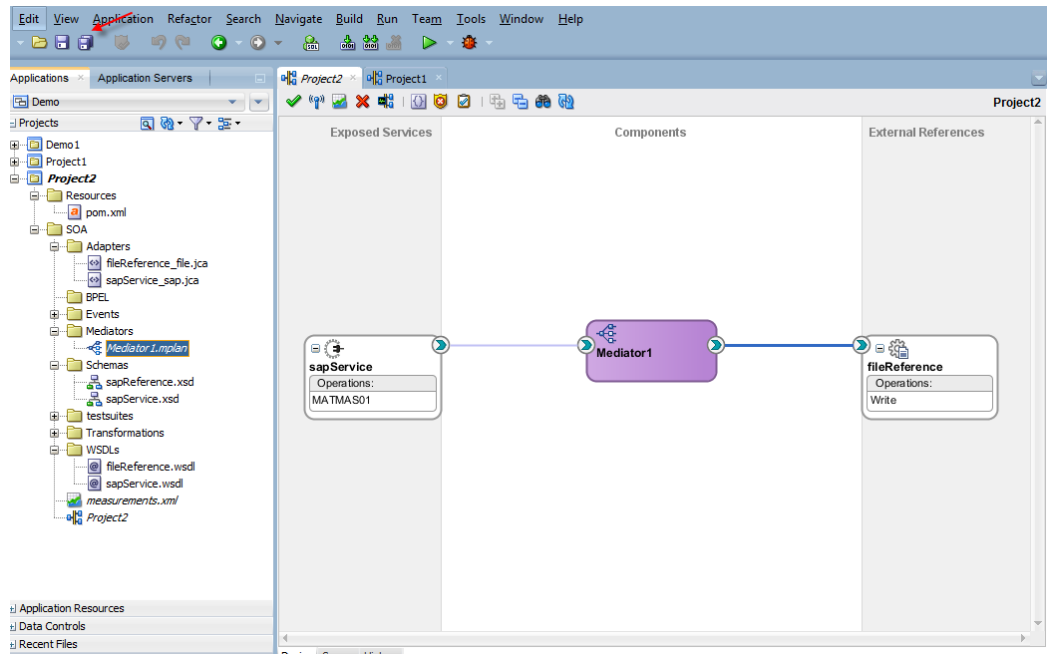 Edit View Application Refactor Search Navigate Build Run Team Tools Window Help
Applications Application Servers
Project2 Project1
Demo
Project2
Projects
Exposed Services Components External References
Demo1
Project1
Project2
Resources
pom.xml
SOA
Adapters
fileReference_file.jca
sapService_sap.jca
BPEL
Events
Mediators
Mediator1.mplan
Schemas
sapReference.xsd
sapService.xsd
testsuites
Transformations
WSDLs
fileReference.wsdl
sapService.wsdl
measurements.xml
Project2
sapService
Operations:
MATMAS01
Mediator1
fileReference
Operations:
Write
Application Resources
Data Controls
Recent Files